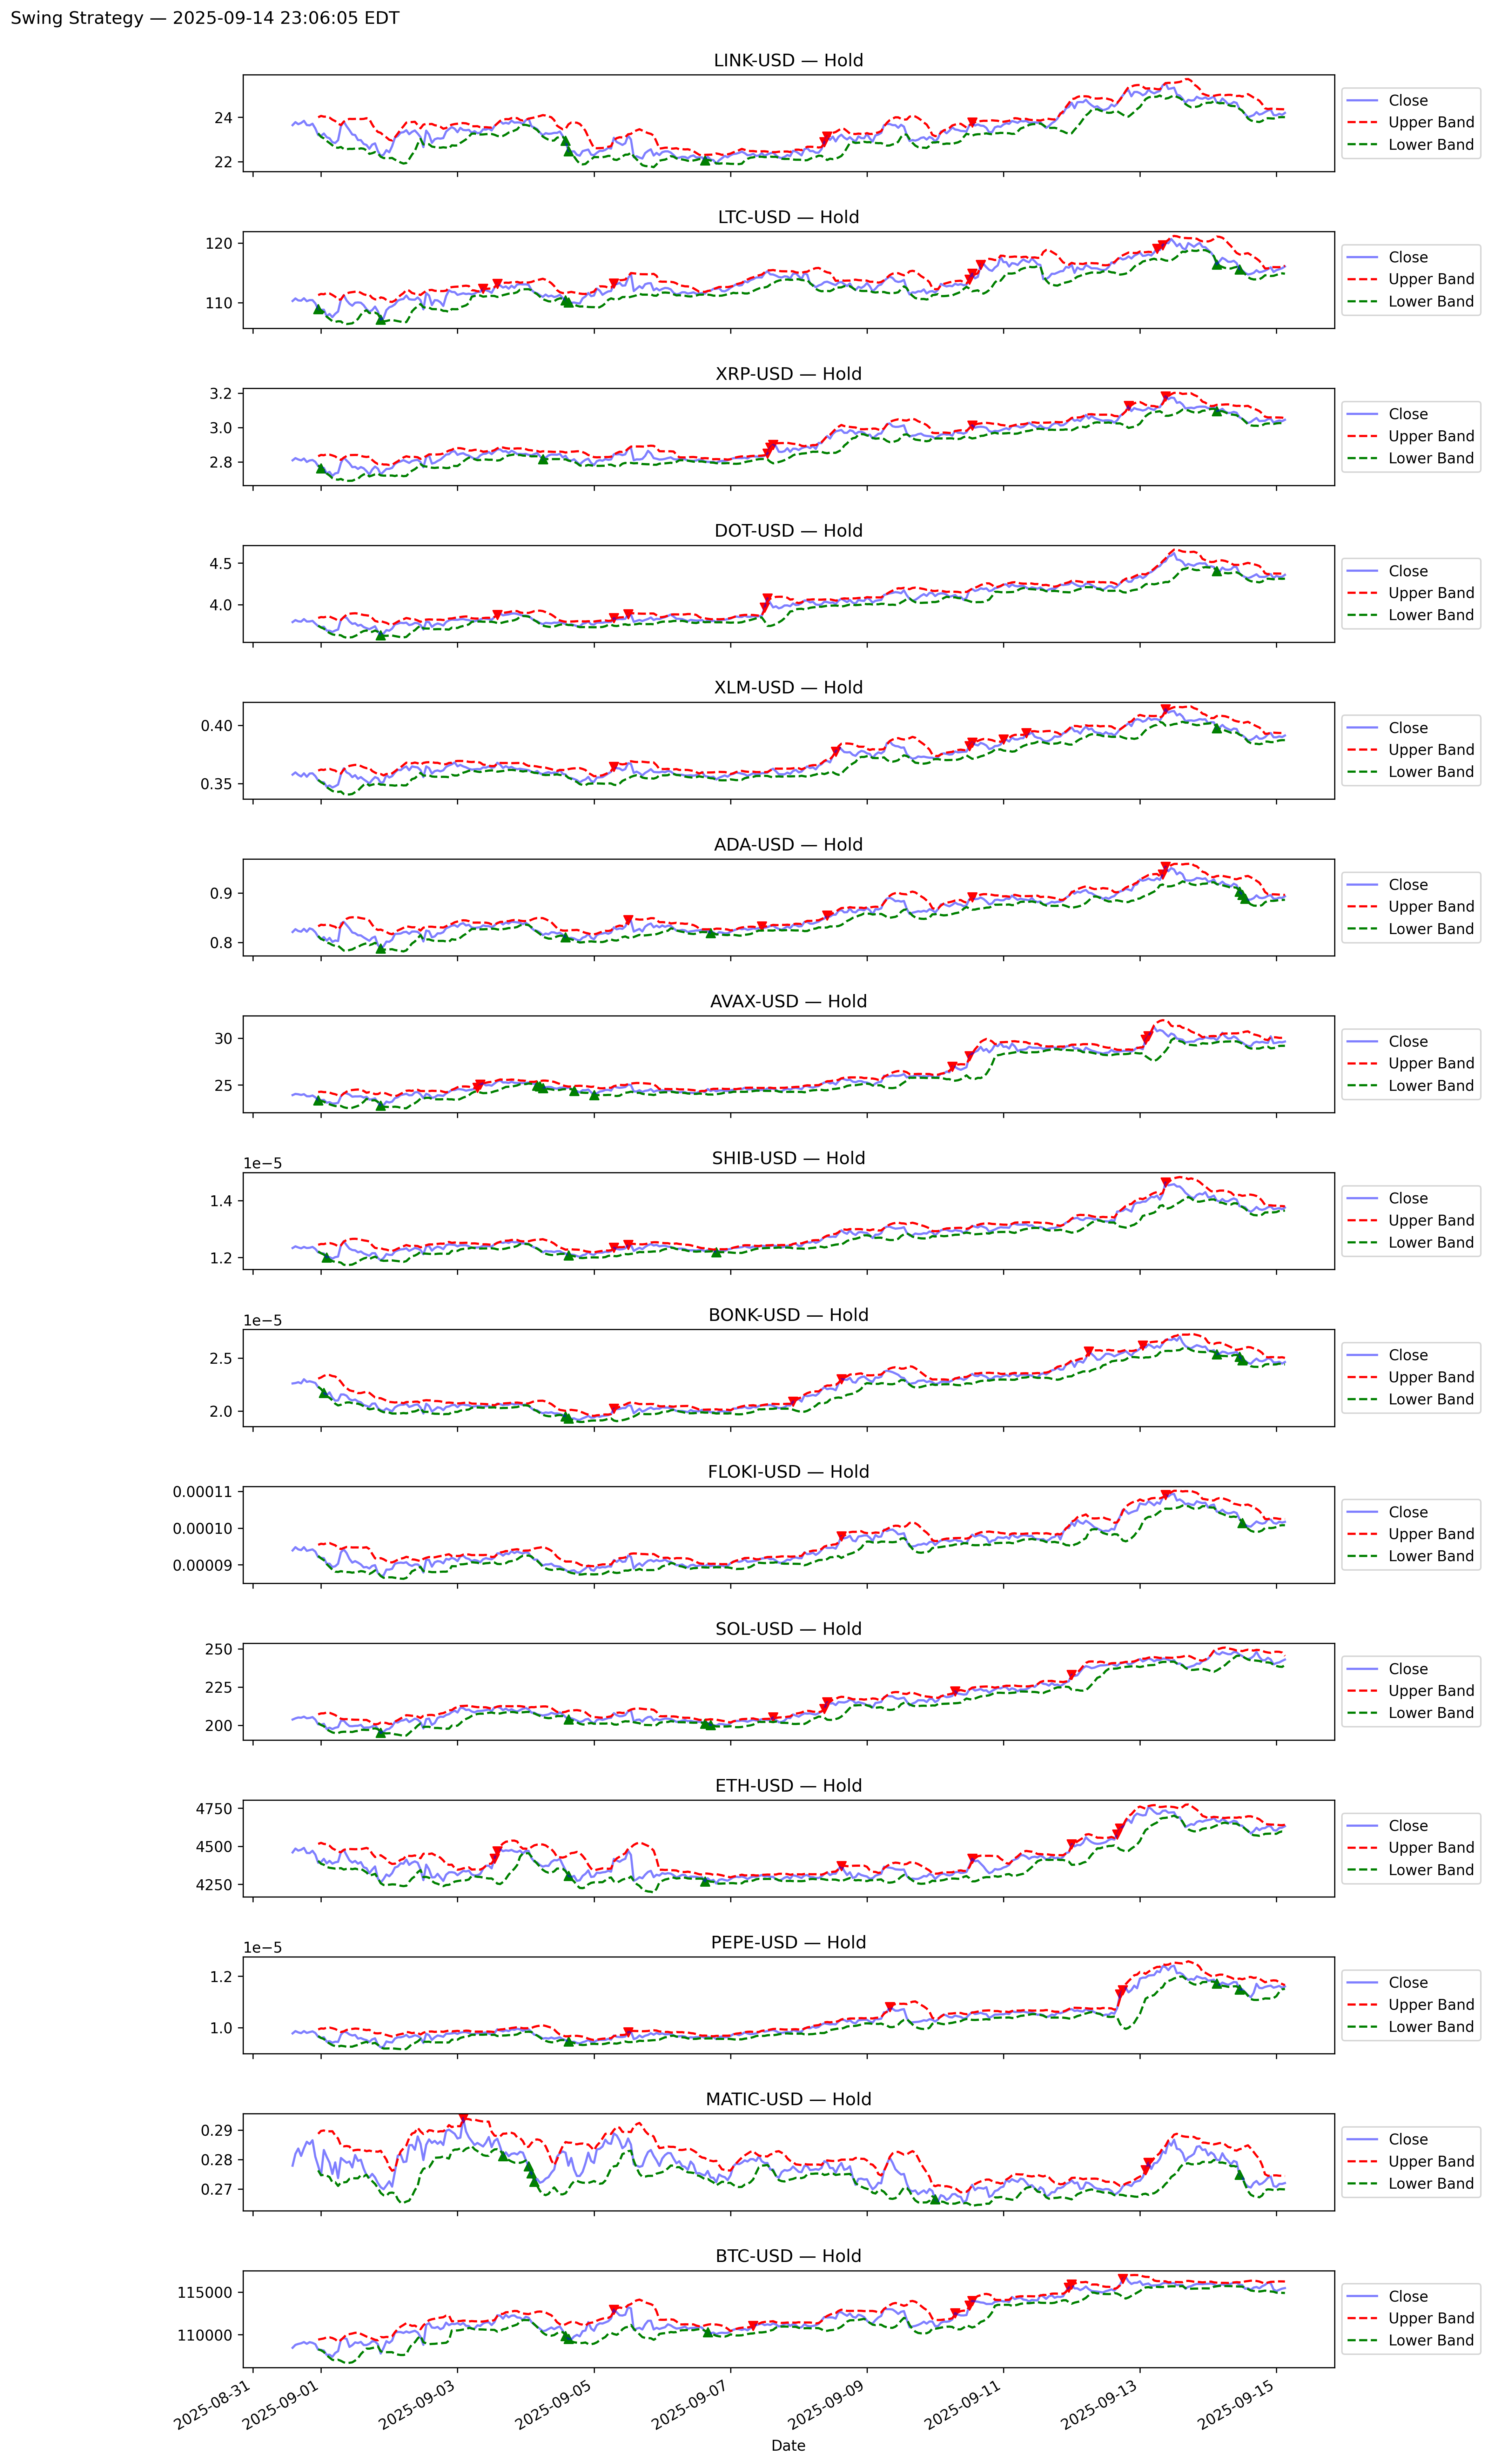 Swing Strategy — 2025-09-14 23:06:05 EDT
LINK-USD — Hold
24
22
Close
Upper Band
Lower Band
LTC-USD — Hold
120
110
Close
Upper Band
Lower Band
XRP-USD — Hold
3.2
3.0
2.8
Close
Upper Band
Lower Band
DOT-USD — Hold
4.5
4.0
Close
Upper Band
Lower Band
XLM-USD — Hold
0.40
0.35
Close
Upper Band
Lower Band
ADA-USD — Hold
0.9
0.8
Close
Upper Band
Lower Band
AVAX-USD — Hold
30
25
Close
Upper Band
Lower Band
SHIB-USD — Hold
1e−5
1.4
1.2
Close
Upper Band
Lower Band
BONK-USD — Hold
1e−5
2.5
2.0
Close
Upper Band
Lower Band
FLOKI-USD — Hold
0.00011
0.00010
0.00009
Close
Upper Band
Lower Band
SOL-USD — Hold
250
225
200
Close
Upper Band
Lower Band
ETH-USD — Hold
4750
4500
4250
Close
Upper Band
Lower Band
PEPE-USD — Hold
1e−5
1.2
1.0
Close
Upper Band
Lower Band
MATIC-USD — Hold
0.29
0.28
0.27
Close
Upper Band
Lower Band
BTC-USD — Hold
115000
110000
Close
Upper Band
Lower Band
2025-08-31
2025-09-01
2025-09-03
2025-09-05
2025-09-07
2025-09-09
2025-09-11
2025-09-13
2025-09-15
Date